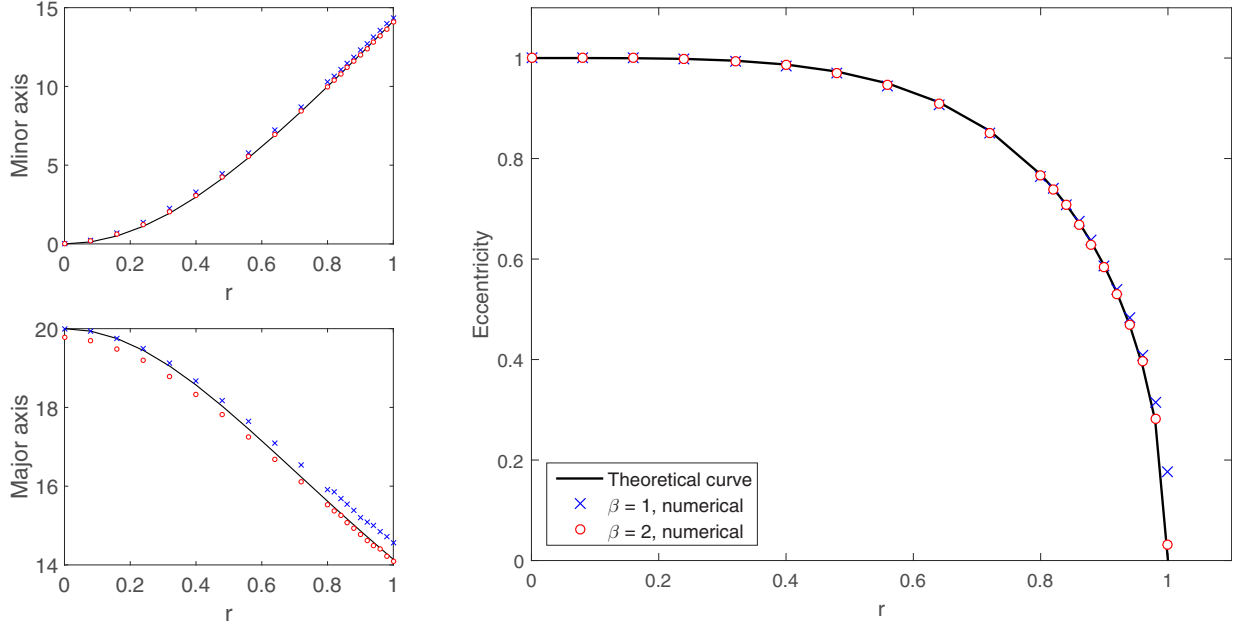 Minor axis
15
10
5
0
0 0.2 0.4 0.6 0.8 1
r
Major axis
20
18
16
14
0 0.2 0.4 0.6 0.8 1
r
Eccentricity
1
0.8
0.6
0.4
0.2
0
0 0.2 0.4 0.6 0.8 1
r
Theoretical curve
β = 1, numerical
β = 2, numerical